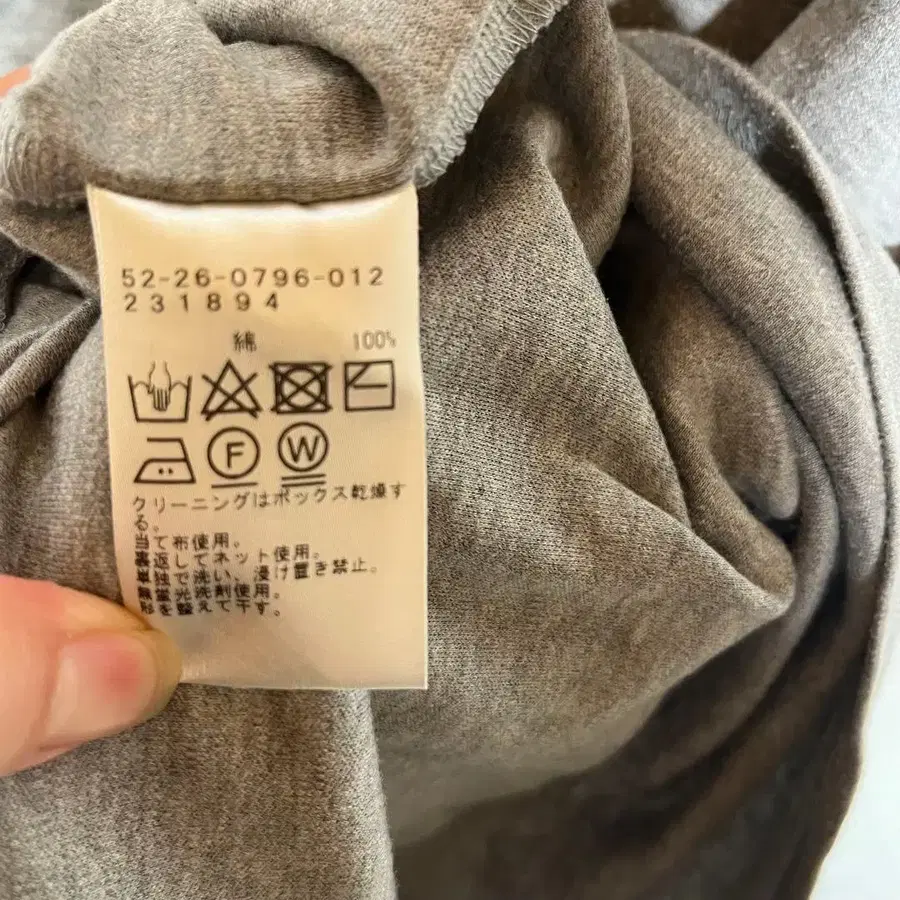 52-26-0796-012
231894
綿 100%
F W
クリーニングはボックス乾燥す
る。
当て布使用。
裏返してネット使用。
単独で洗い、浸け置き禁止。
無蛍光洗剤使用。
形を整えて干す。